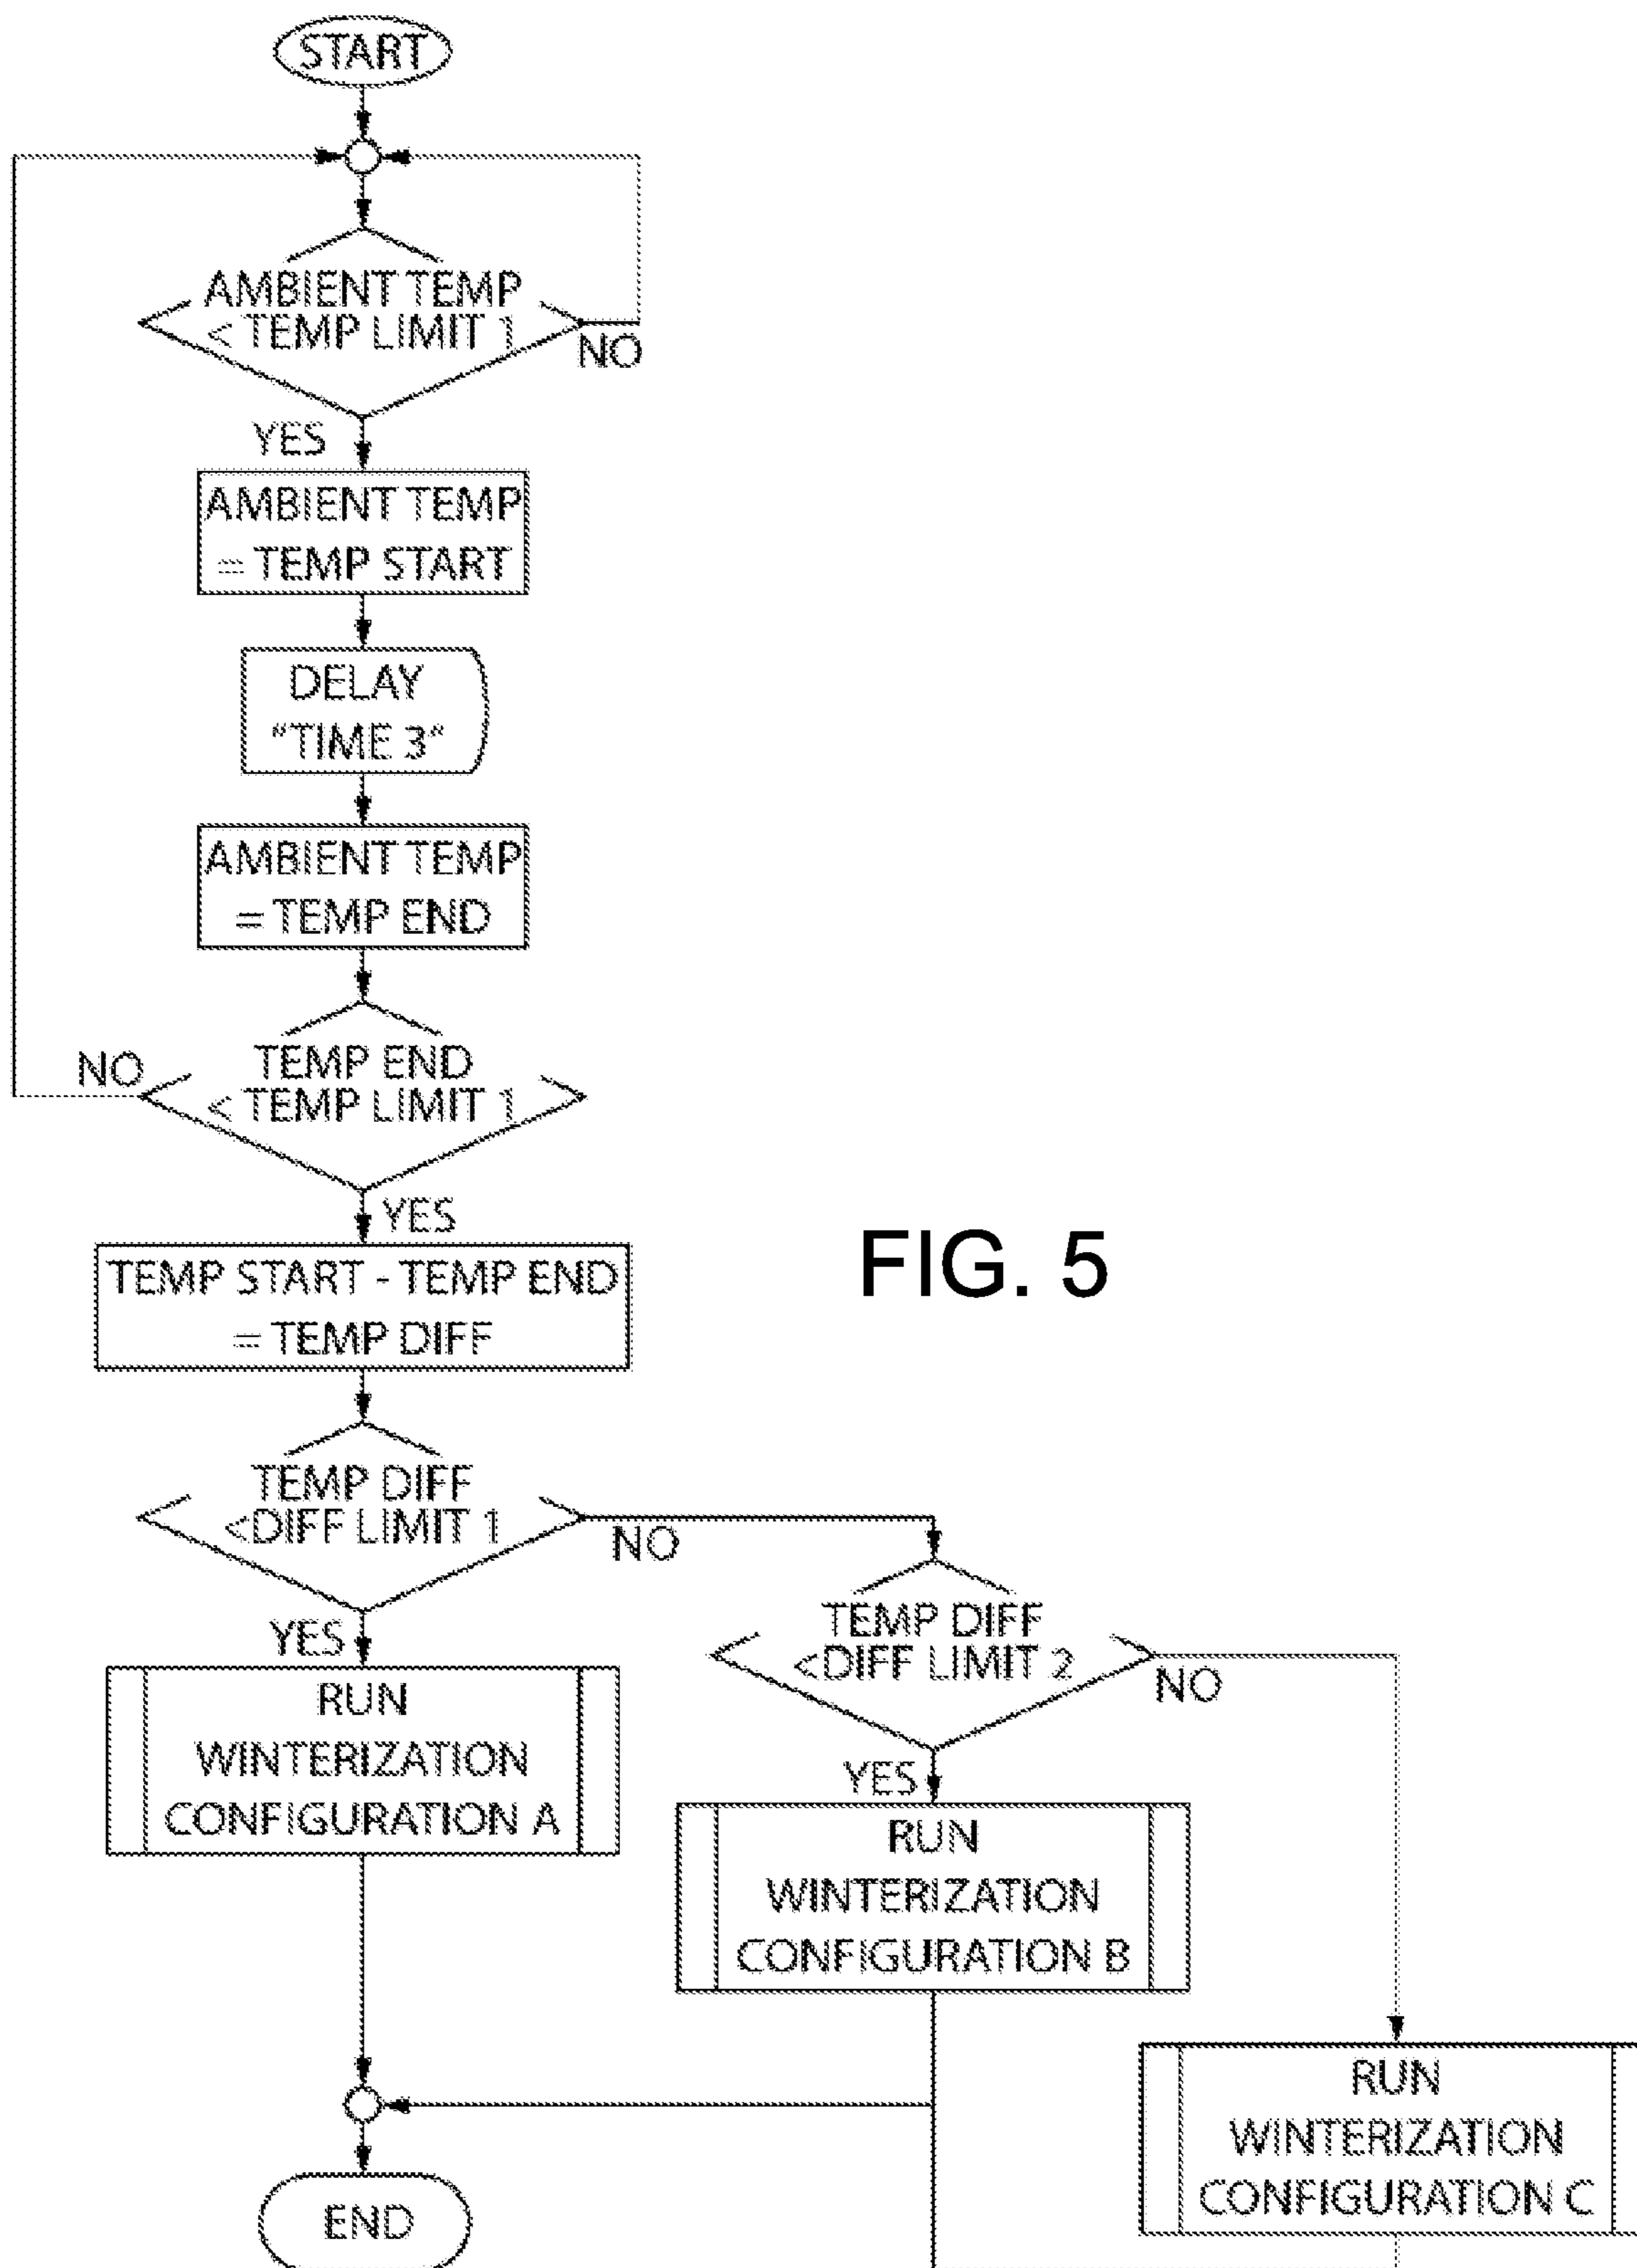 START
AMBIENT TEMP
< TEMP LIMIT 1
NO
YES
AMBIENT TEMP
= TEMP START
DELAY
"TIME 3"
AMBIENT TEMP
= TEMP END
TEMP END
< TEMP LIMIT 1
NO
YES
TEMP START - TEMP END
= TEMP DIFF
FIG. 5
TEMP DIFF
<DIFF LIMIT 1
NO
YES
RUN
WINTERIZATION
CONFIGURATION A
TEMP DIFF
<DIFF LIMIT 2
NO
YES
RUN
WINTERIZATION
CONFIGURATION B
RUN
WINTERIZATION
CONFIGURATION C
END